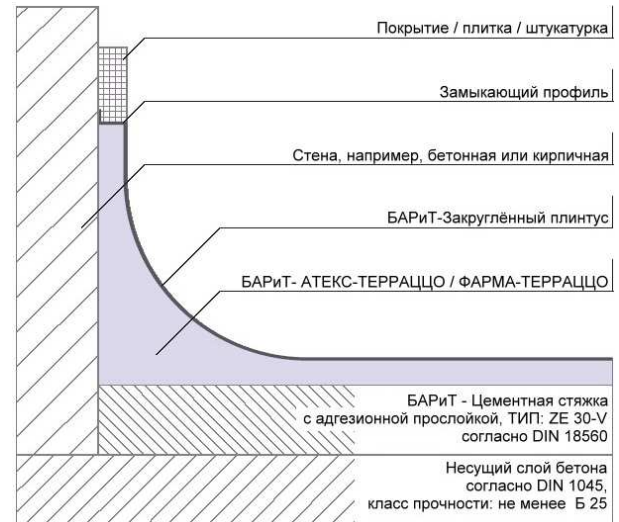 Покрытие / плитка / штукатурка
Замыкающий профиль
Стена, например, бетонная или кирпичная
БАРиТ-Закруглённый плинтус
БАРиТ- АТЕКС-ТЕРРАЦЦО / ФАРМА-ТЕРРАЦЦО
БАРиТ - Цементная стяжка
с адгезионной прослойкой, ТИП: ZE 30-V
согласно DIN 18560
Несущий слой бетона
согласно DIN 1045,
класс прочности: не менее Б 25